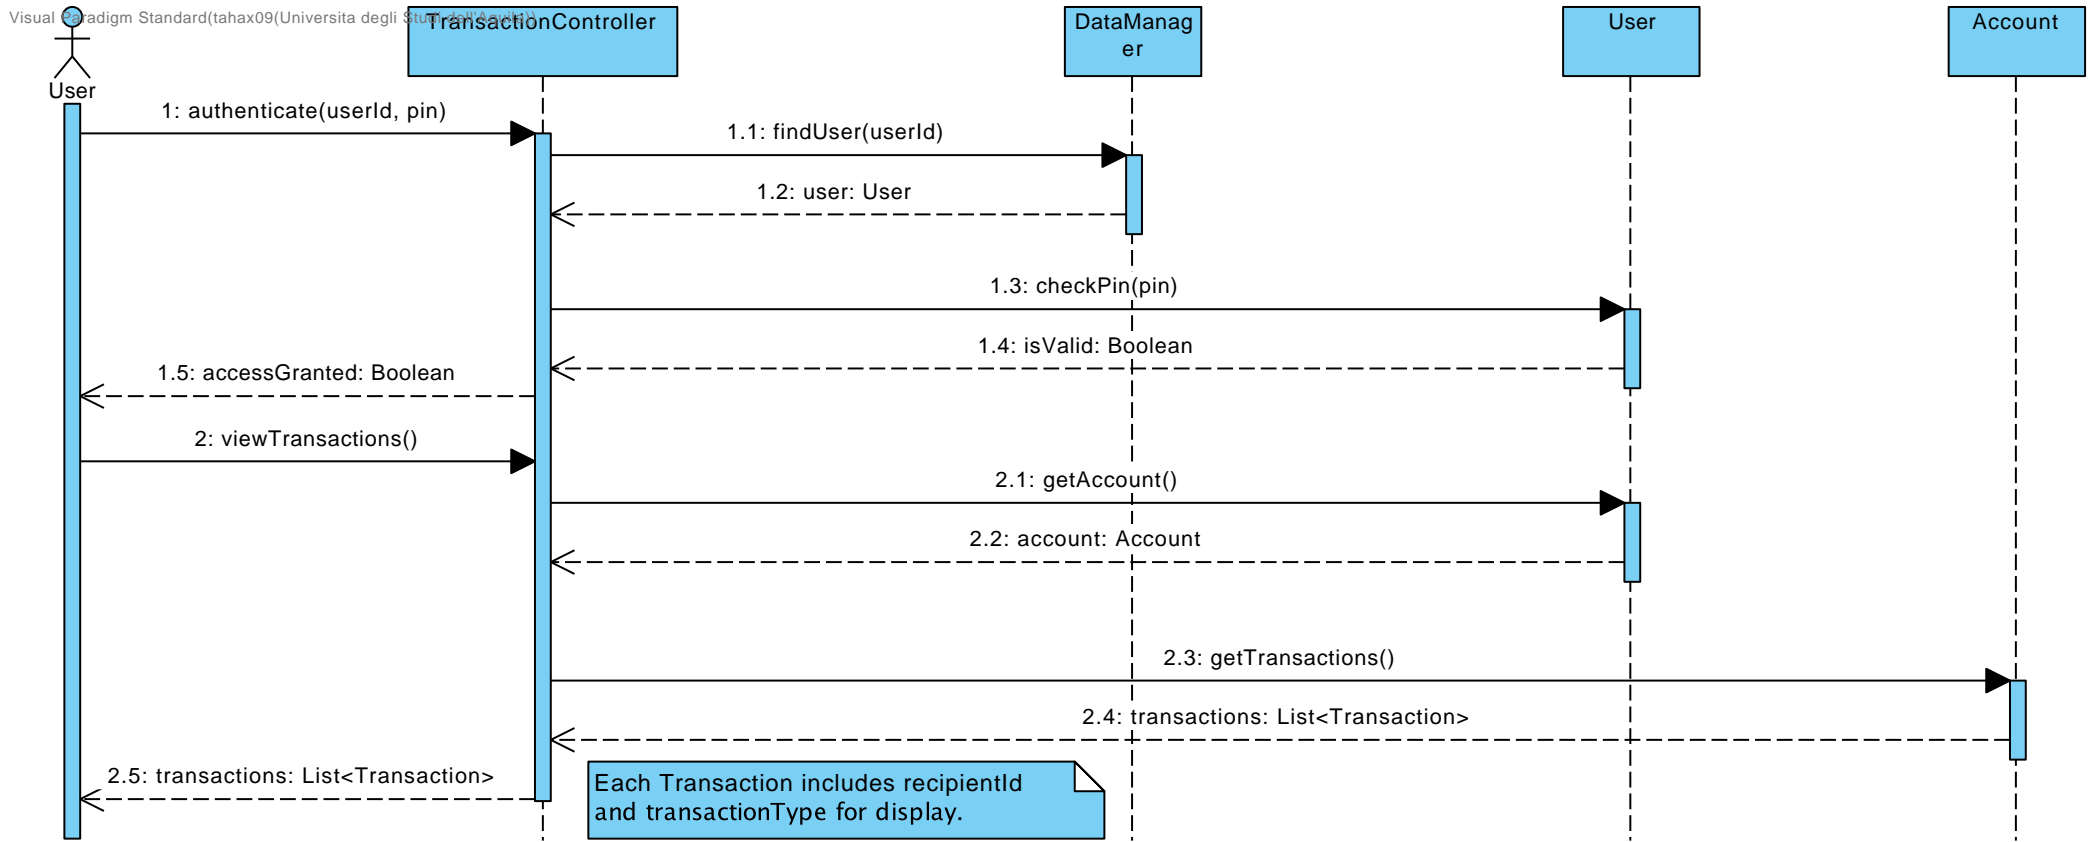 Visual Paradigm Standard(tahax09(Universita degli Studi dell'Aquila))
TransactionController
DataManag
er
User
Account
User
1: authenticate(userId, pin)
1.1: findUser(userId)
1.2: user: User
1.3: checkPin(pin)
1.4: isValid: Boolean
1.5: accessGranted: Boolean
2: viewTransactions()
2.1: getAccount()
2.2: account: Account
2.3: getTransactions()
2.4: transactions: List<Transaction>
2.5: transactions: List<Transaction>
Each Transaction includes recipientId
and transactionType for display.